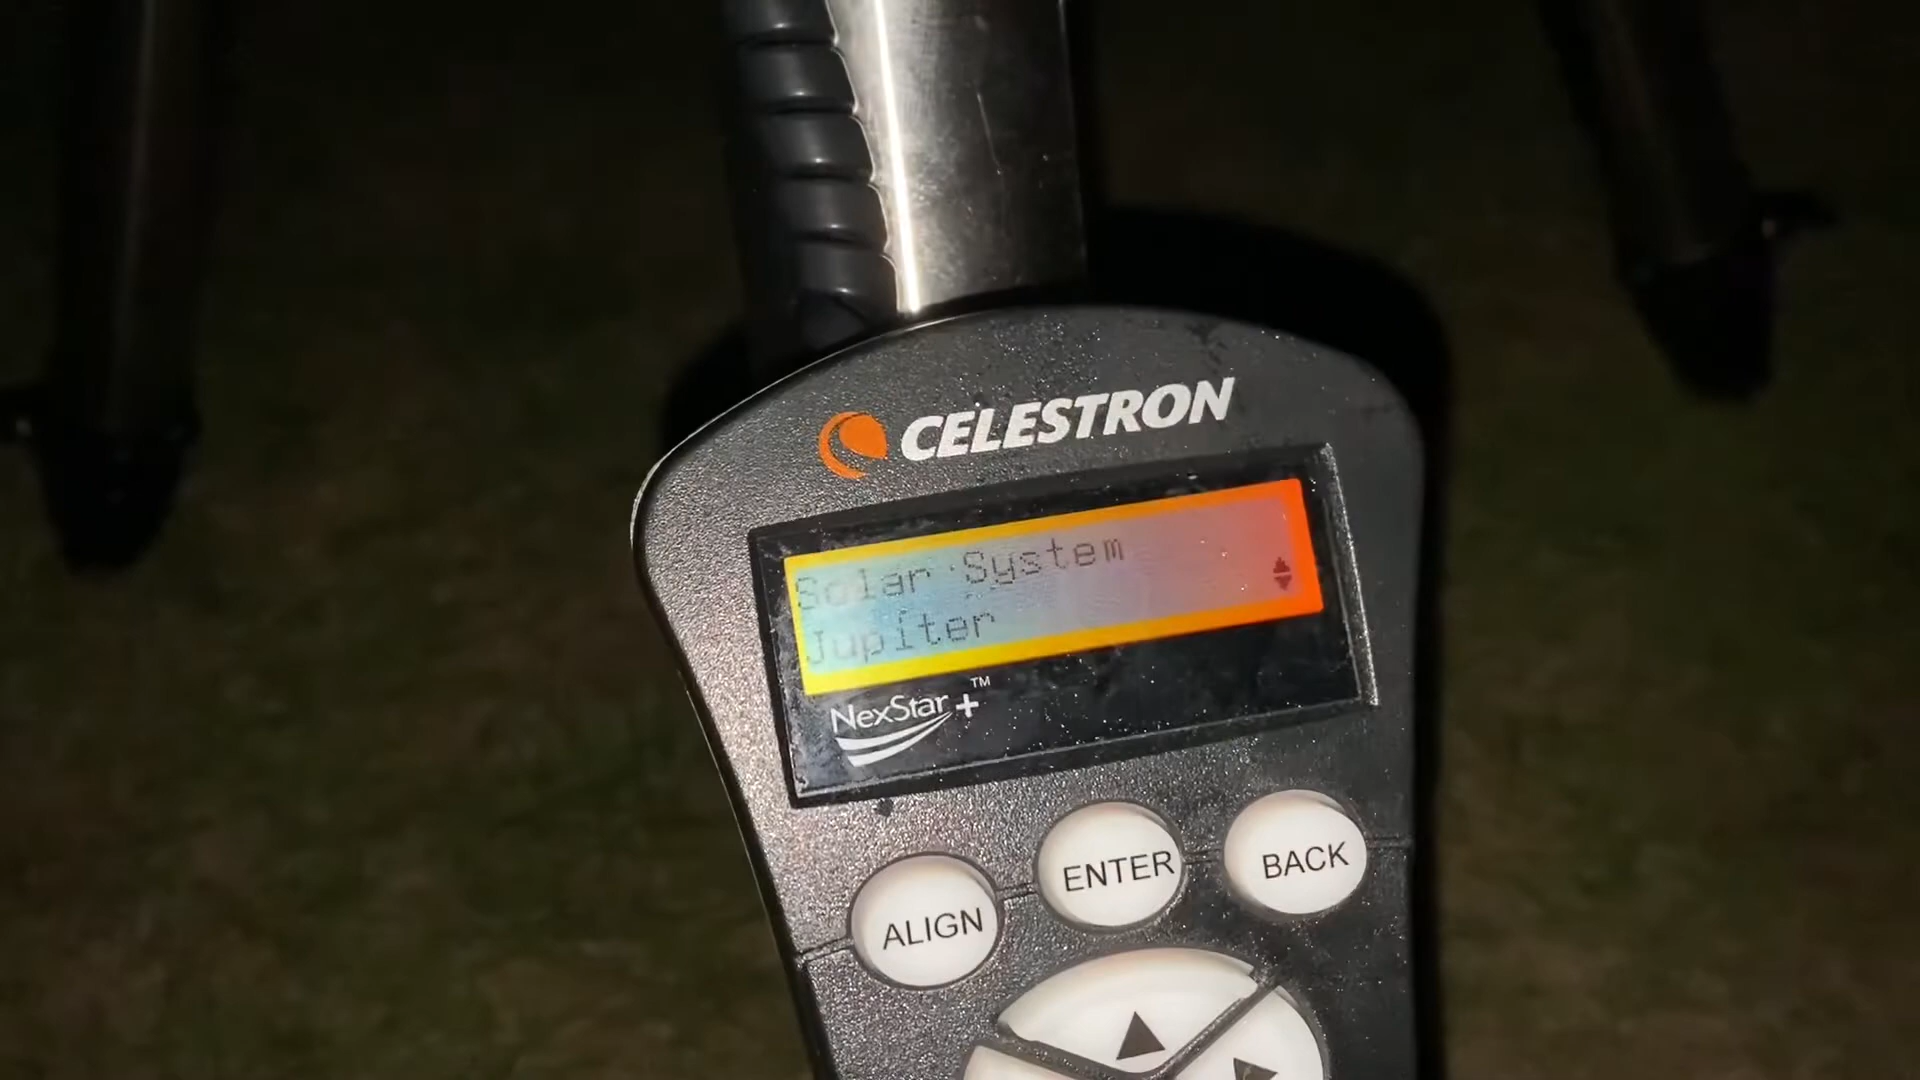 CELESTRON
Solar System
Jupiter
NexStar+™
ALIGN
ENTER
BACK